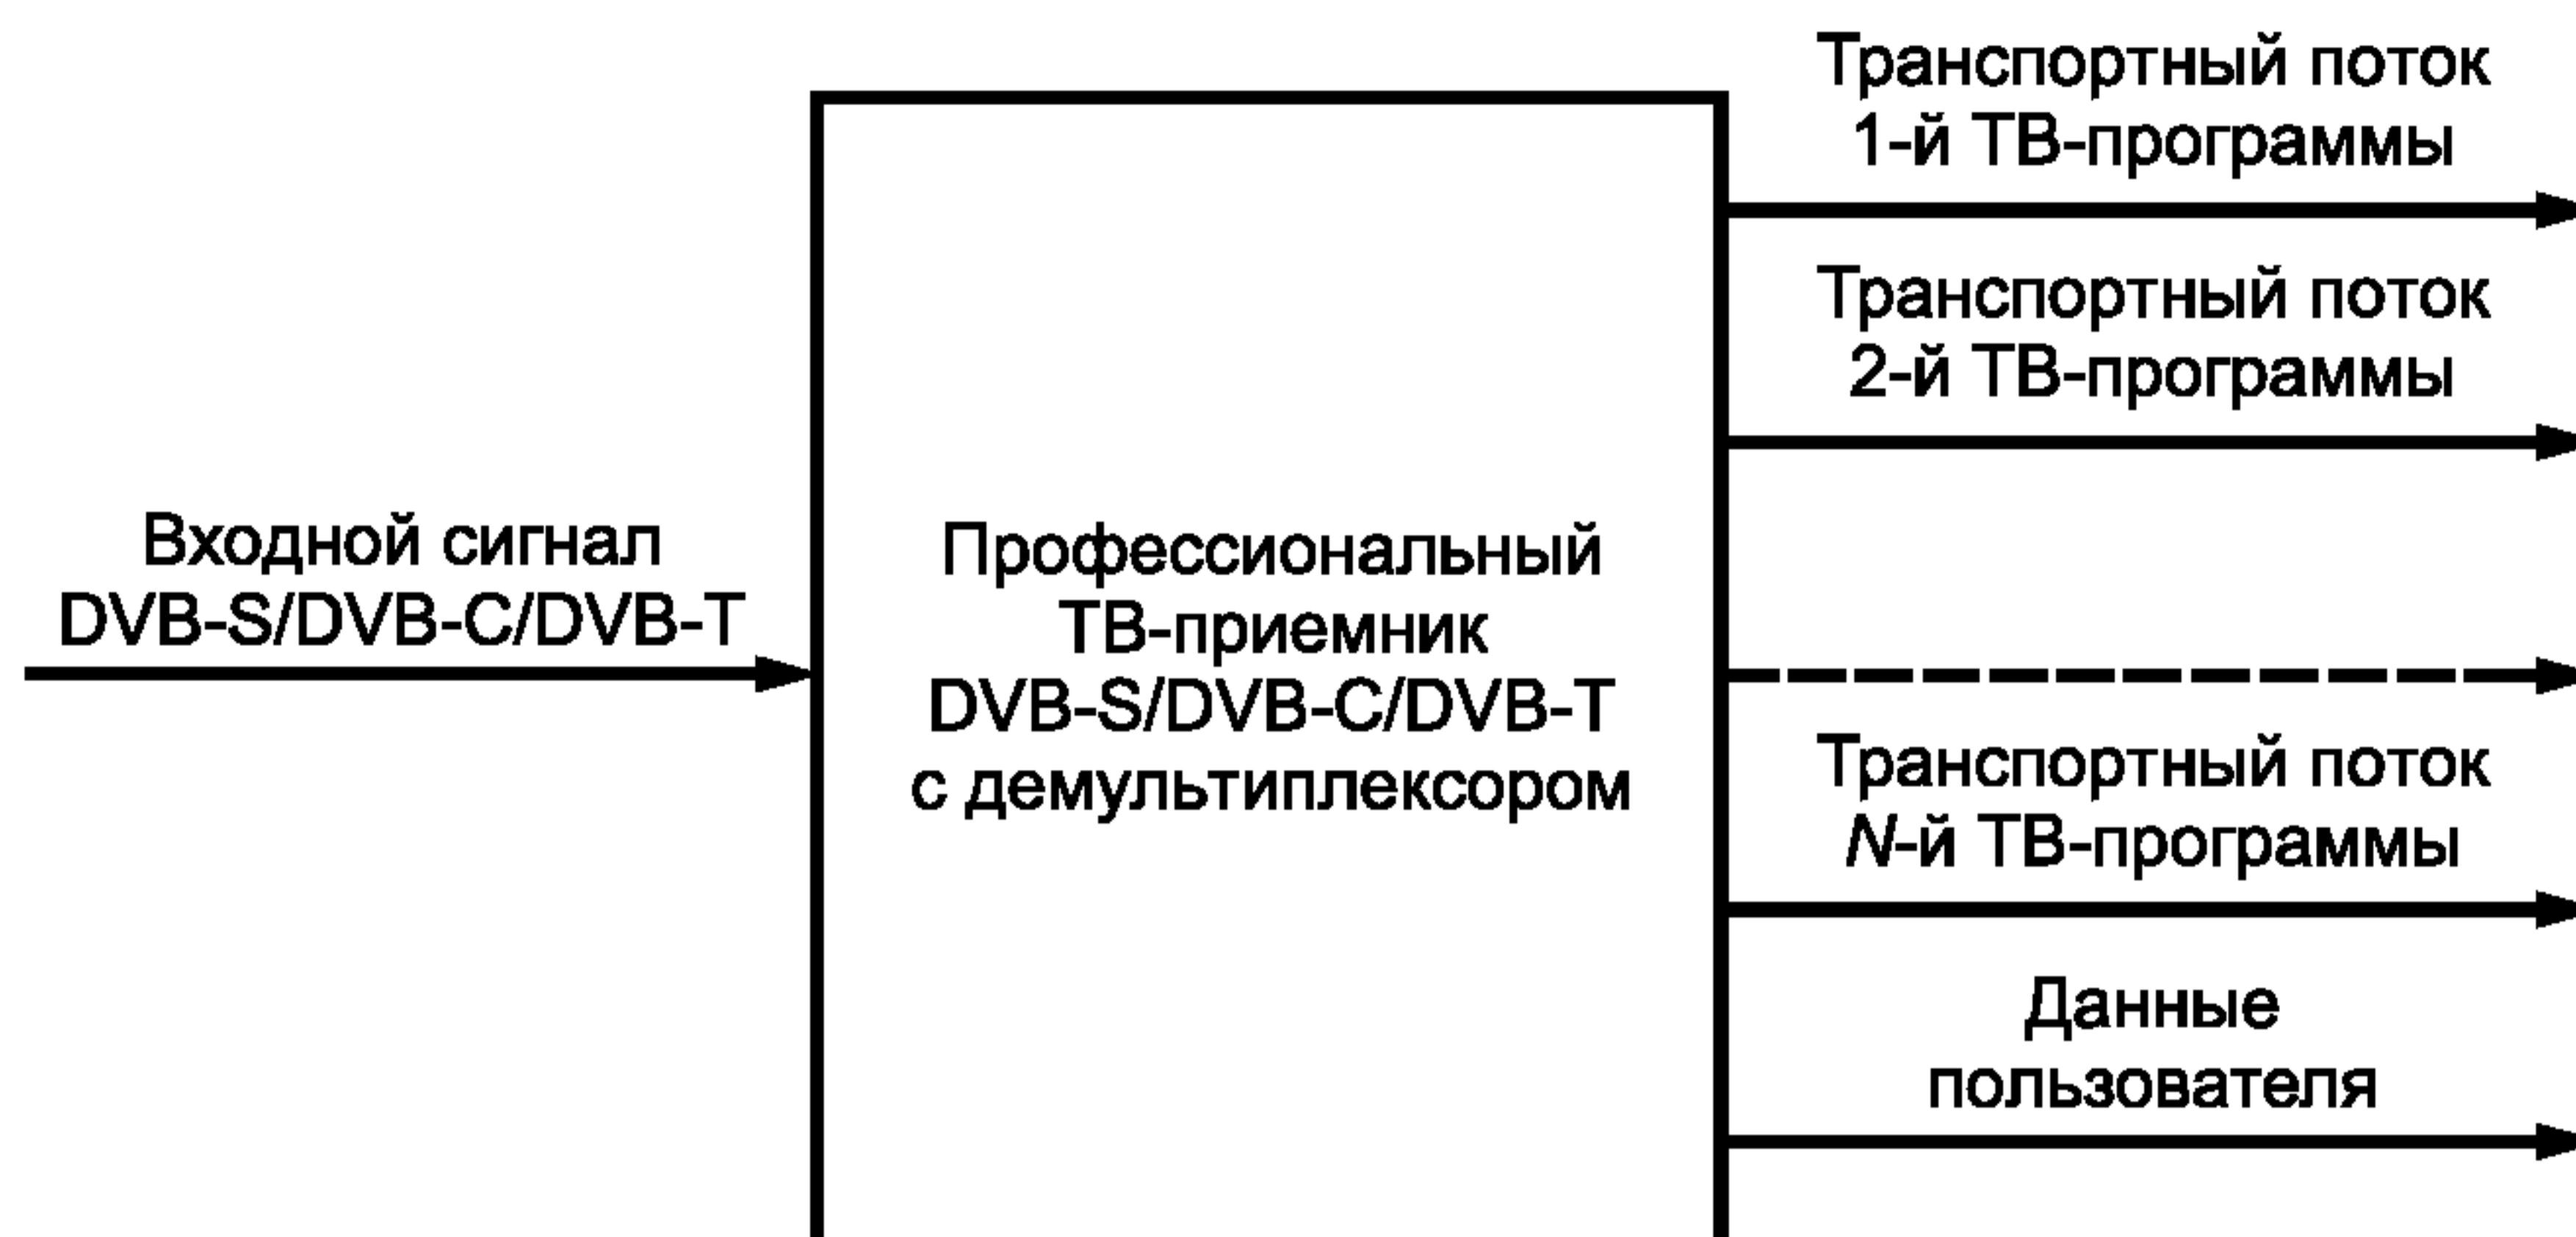 Транспортный поток
1-й ТВ-программы
Транспортный поток
2-й ТВ-программы
Входной сигнал
DVB-S/DVB-C/DVB-T
Профессиональный
ТВ-приемник
DVB-S/DVB-C/DVB-T
с демультиплексором
Транспортный поток
N-й ТВ-программы
Данные
пользователя